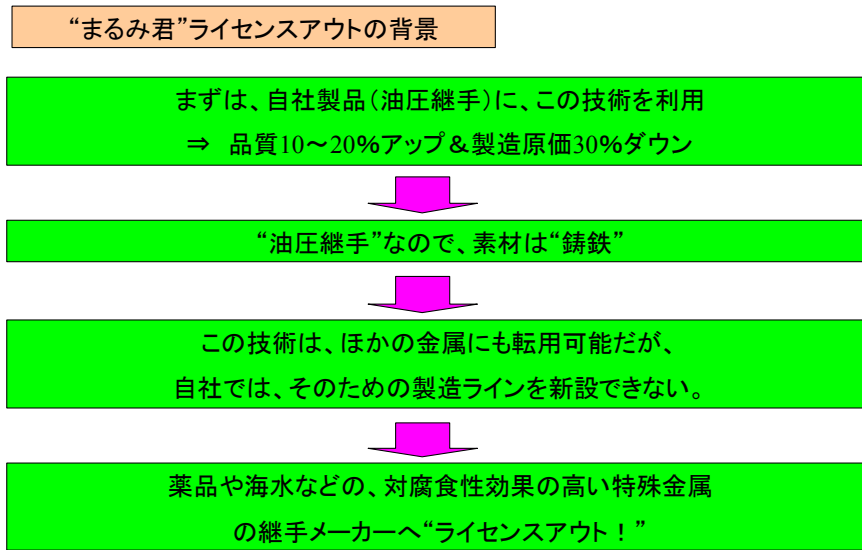 “まるみ君”ライセンスアウトの背景
まずは、自社製品（油圧継手）に、この技術を利用
⇒ 品質10～20％アップ＆製造原価30％ダウン
“油圧継手”なので、素材は“鋳鉄”
この技術は、ほかの金属にも転用可能だが、
自社では、そのための製造ラインを新設できない。
薬品や海水などの、対腐食性効果の高い特殊金属
の継手メーカーへ“ライセンスアウト！”